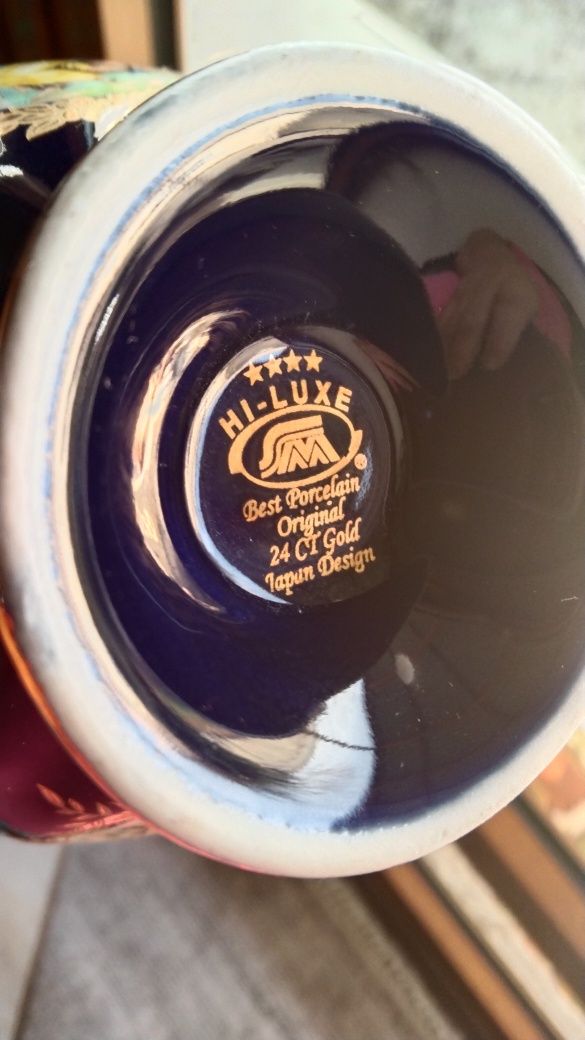 HI-LUXE
SM
®
Best Porcelain
Original
24 CT Gold
Japan Design